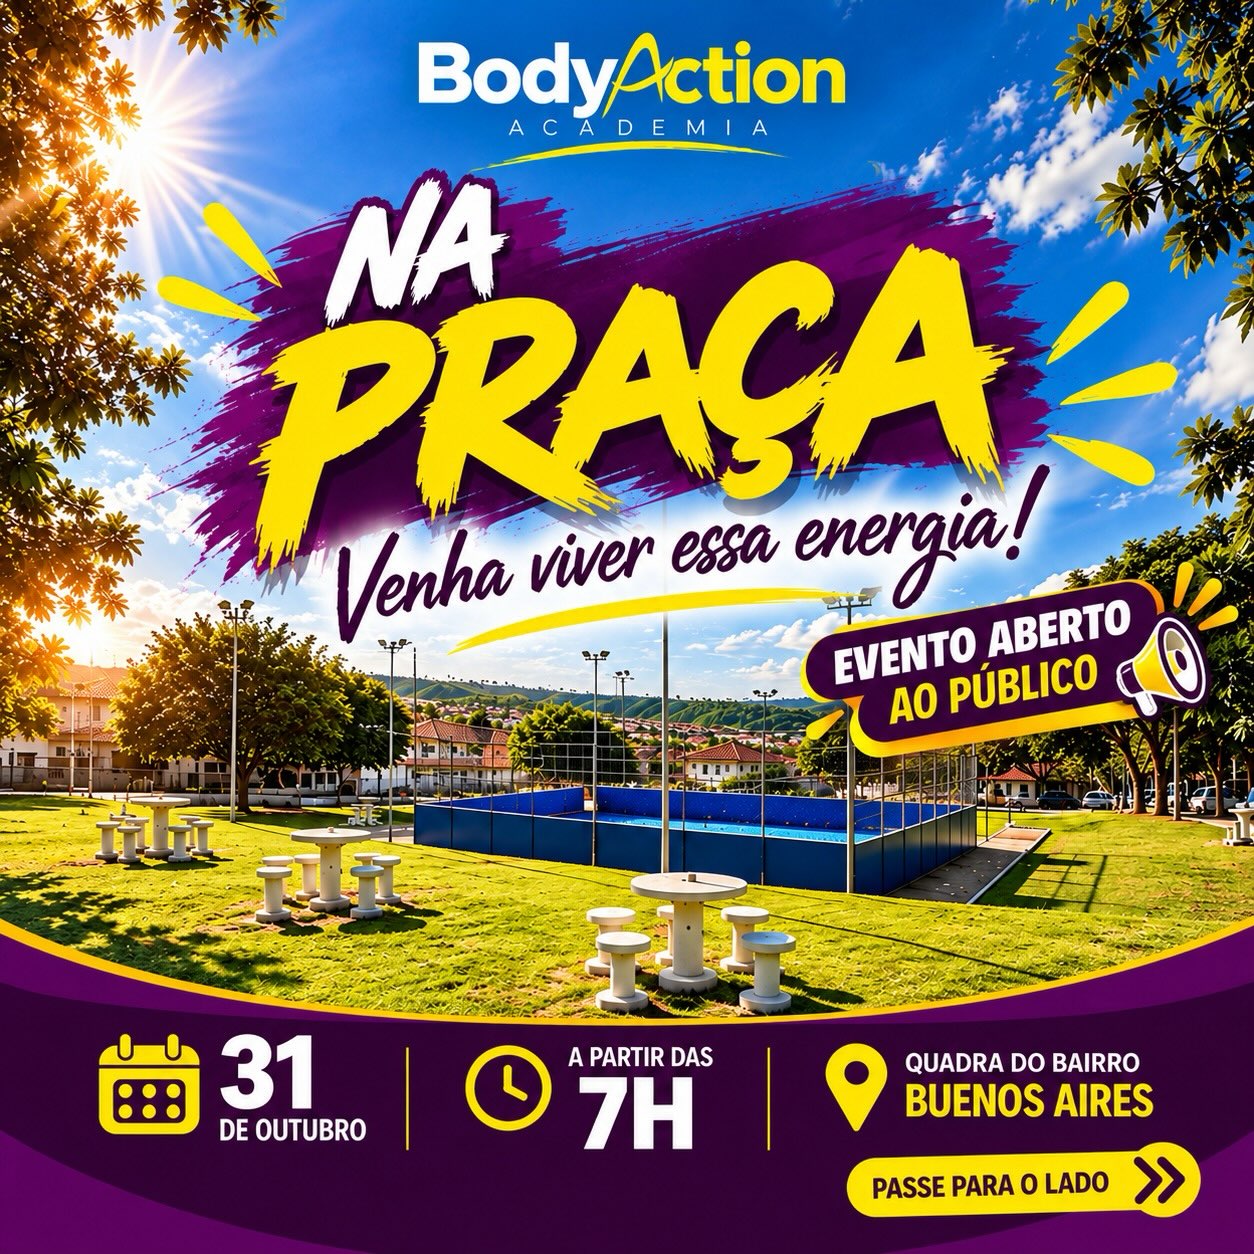 BodyAction
ACADEMIA
NA
PRAÇA
Venha viver essa energia!
EVENTO ABERTO
AO PÚBLICO
31
DE OUTUBRO
A PARTIR DAS
7H
QUADRA DO BAIRRO
BUENOS AIRES
PASSE PARA O LADO